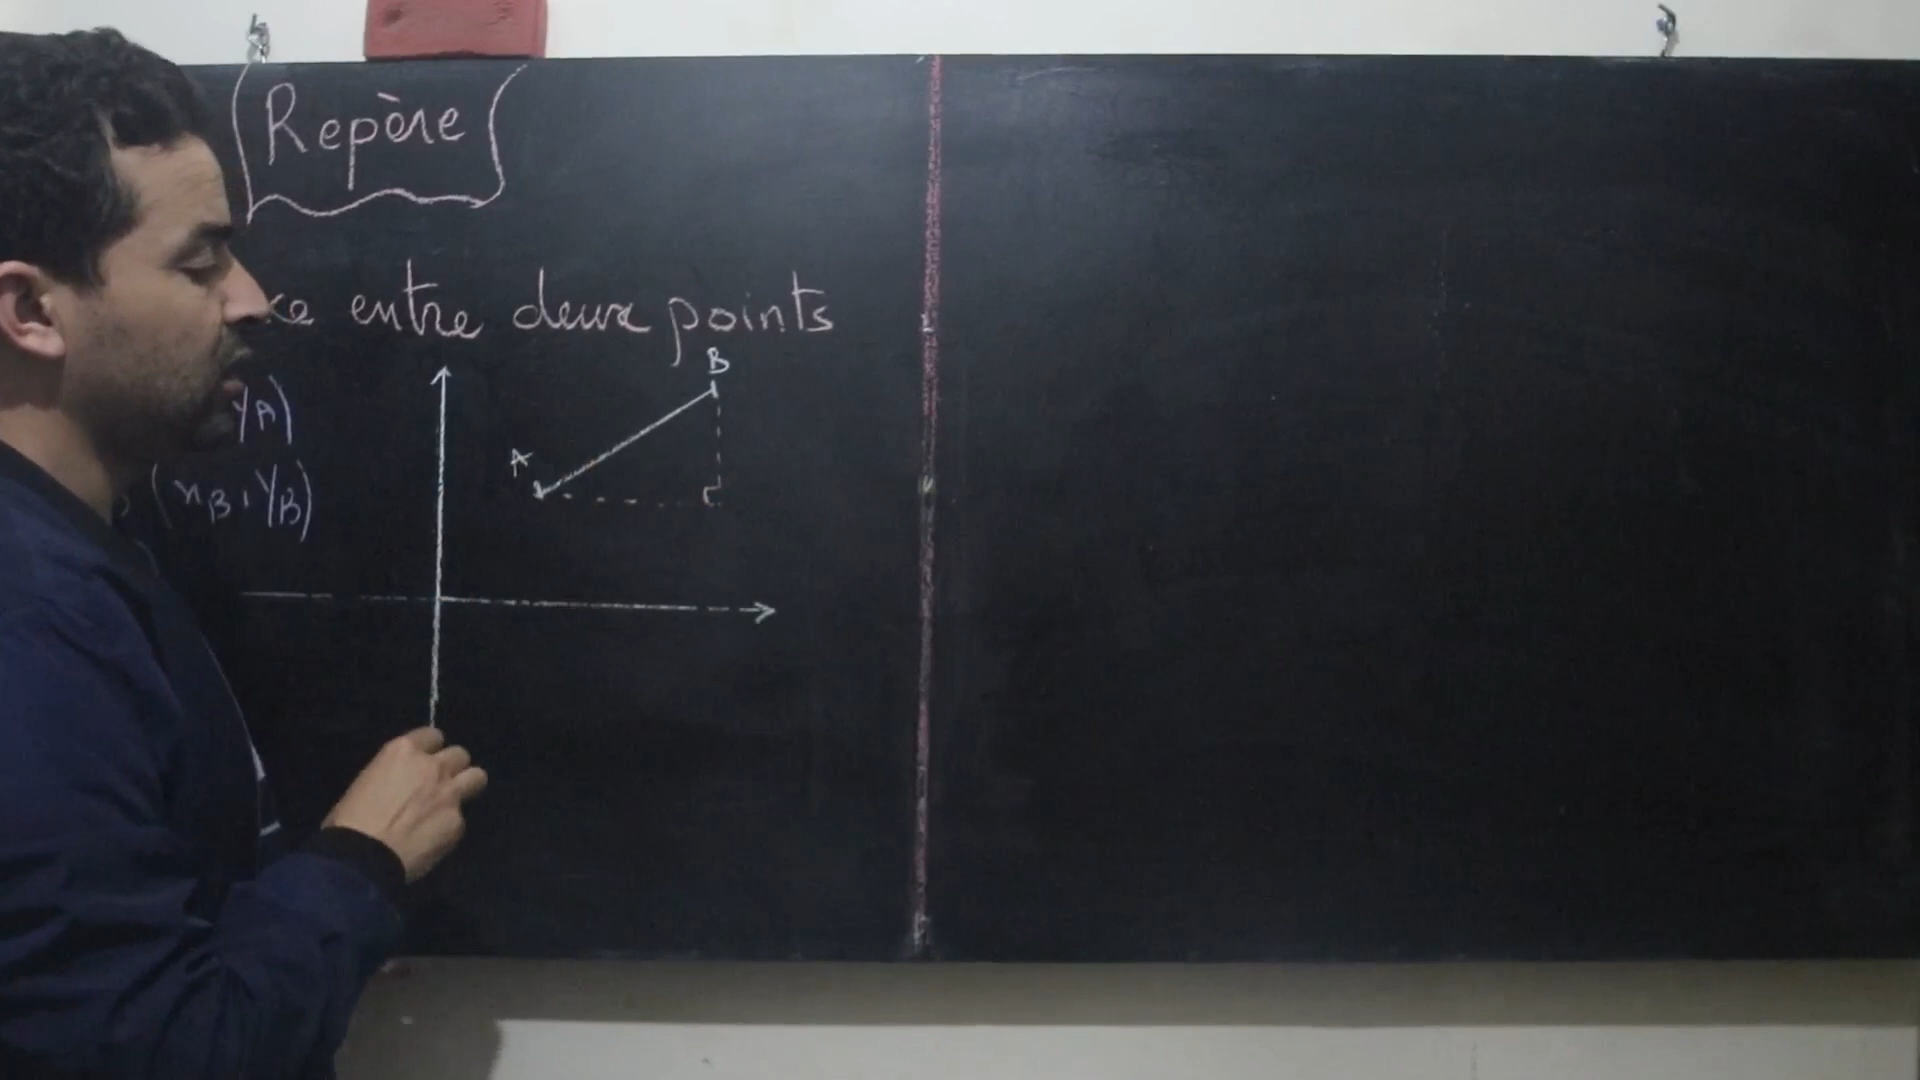 Repère
entre deux points
B
yA)
A
(xB, yB)